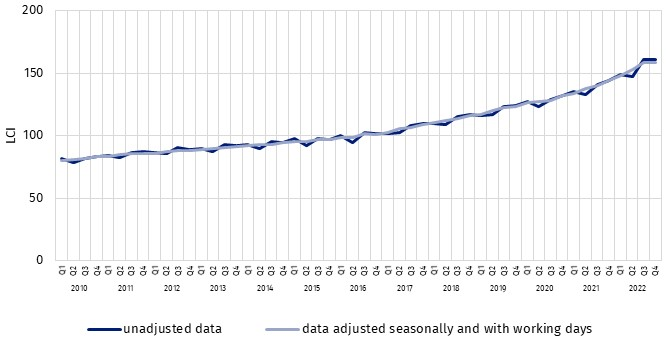 200
150
100
50
0
LCI
Q1 Q2 Q3 Q4 Q1 Q2 Q3 Q4 Q1 Q2 Q3 Q4 Q1 Q2 Q3 Q4 Q1 Q2 Q3 Q4 Q1 Q2 Q3 Q4 Q1 Q2 Q3 Q4 Q1 Q2 Q3 Q4 Q1 Q2 Q3 Q4 Q1 Q2 Q3 Q4 Q1 Q2 Q3 Q4 Q1 Q2 Q3 Q4 Q1 Q2 Q3 Q4
2010 2011 2012 2013 2014 2015 2016 2017 2018 2019 2020 2021 2022
unadjusted data data adjusted seasonally and with working days